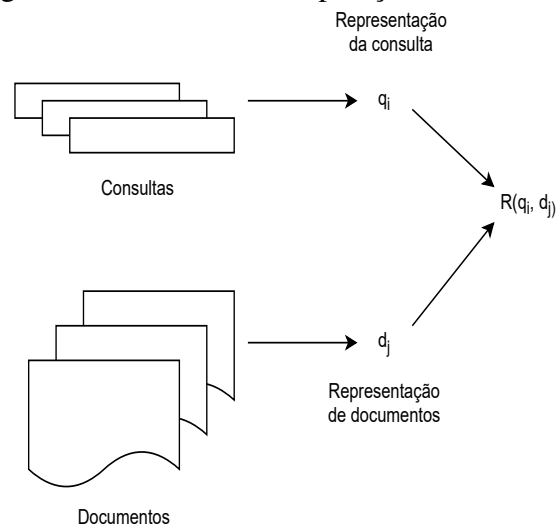 Representação
da consulta
qi
Consultas
R(qi, dj)
dj
Representação
de documentos
Documentos